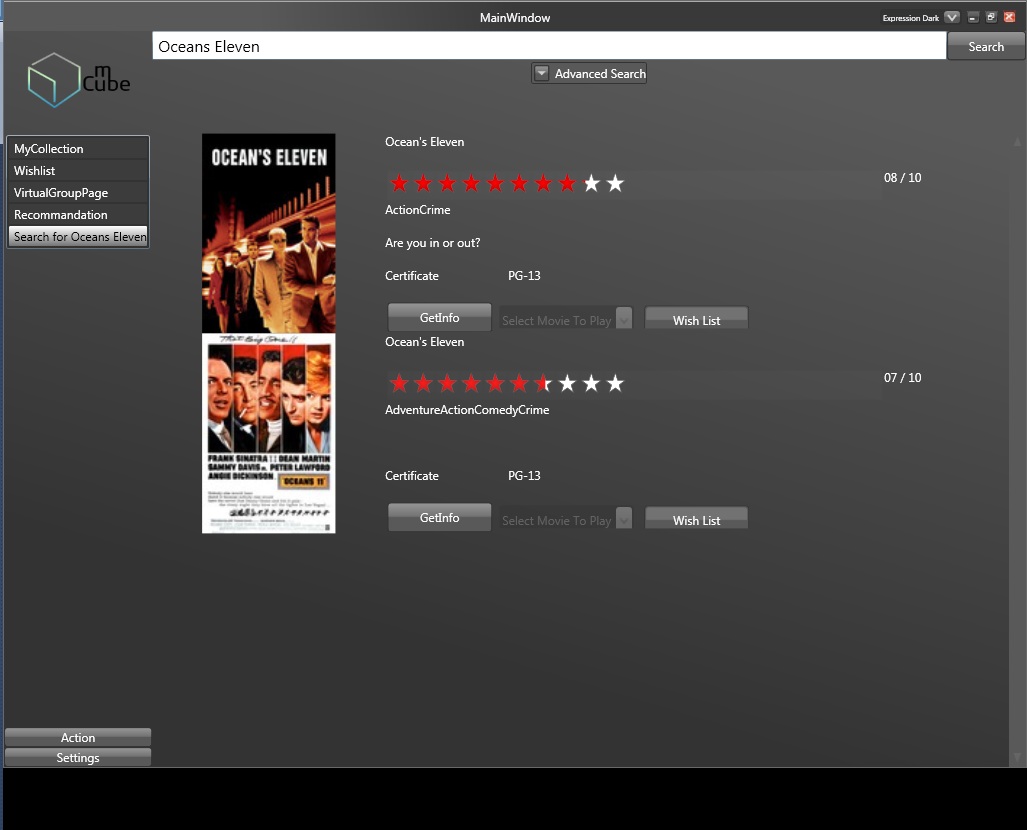 MainWindow
Expression Dark
Oceans Eleven
Search
m
Cube
Advanced Search
MyCollection
Wishlist
VirtualGroupPage
Recommandation
Search for Oceans Eleven
OCEAN'S ELEVEN
Ocean's Eleven
08 / 10
ActionCrime
Are you in or out?
Certificate PG-13
GetInfo
Select Movie To Play
Wish List
Ocean's Eleven
07 / 10
AdventureActionComedyCrime
Certificate PG-13
GetInfo
Select Movie To Play
Wish List
FRANK SINATRA DEAN MARTIN
SAMMY DAVIS PETER LAWFORD
ANGIE DICKINSON
"OCEANS 11"
Action
Settings